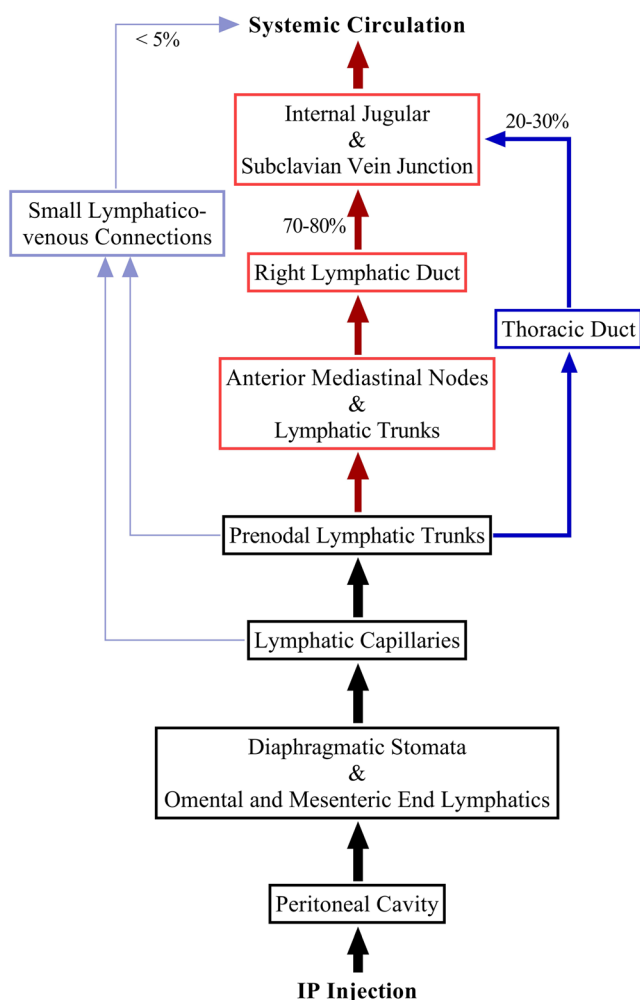 Systemic Circulation
< 5%
Internal Jugular
&
Subclavian Vein Junction
20-30%
Small Lymphatico-
venous Connections
70-80%
Right Lymphatic Duct
Thoracic Duct
Anterior Mediastinal Nodes
&
Lymphatic Trunks
Prenodal Lymphatic Trunks
Lymphatic Capillaries
Diaphragmatic Stomata
&
Omental and Mesenteric End Lymphatics
Peritoneal Cavity
IP Injection